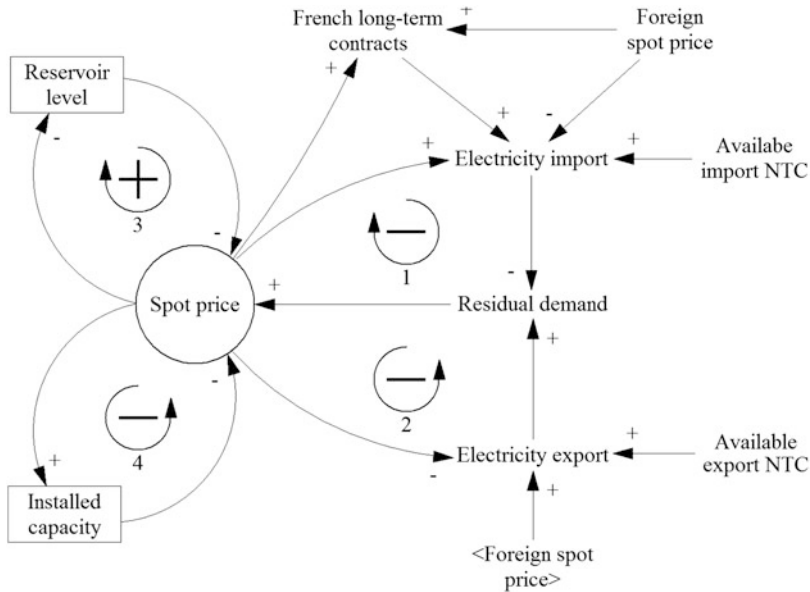 French long-term
contracts
Foreign
spot price
+
+
Reservoir
level
-
+
-
+
+
Electricity import
Availabe
import NTC
3
-
1
-
Spot price
+
Residual demand
+
-
2
4
+
-
Electricity export
+
Available
export NTC
+
Installed
capacity
<Foreign spot
price>